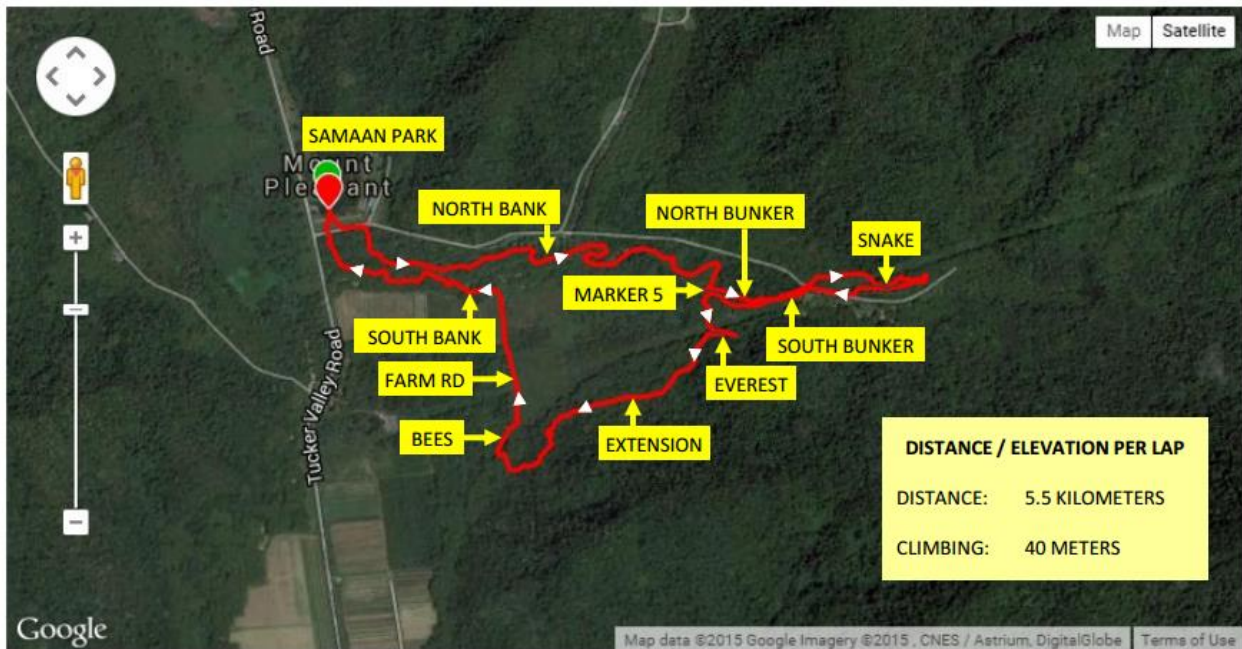 Road
Map Satellite
SAMAAN PARK
Mount
Pleasant
NORTH BANK
NORTH BUNKER
SNAKE
MARKER 5
SOUTH BANK
SOUTH BUNKER
FARM RD
EVEREST
Tucker Valley Road
BEES
EXTENSION
DISTANCE / ELEVATION PER LAP
DISTANCE: 5.5 KILOMETERS
CLIMBING: 40 METERS
Google
Map data ©2015 Google Imagery ©2015 , CNES / Astrium, DigitalGlobe Terms of Use